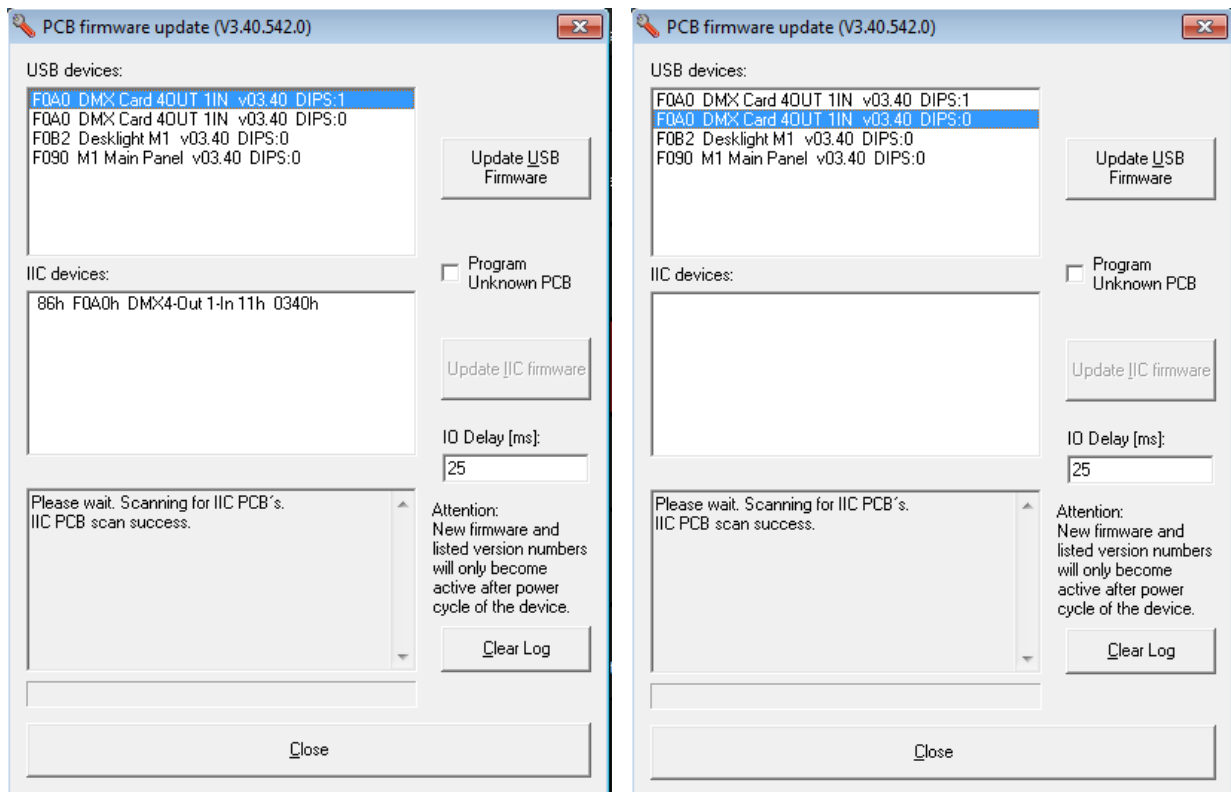 PCB firmware update (V3.40.542.0)
USB devices:
F0A0 DMX Card 4OUT 1IN v03.40 DIPS:1
F0A0 DMX Card 4OUT 1IN v03.40 DIPS:0
F0B2 Desklight M1 v03.40 DIPS:0
F090 M1 Main Panel v03.40 DIPS:0
Update USB
Firmware
IIC devices:
Program
Unknown PCB
86h F0A0h DMX4-Out 1-In 11h 0340h
Update IIC firmware
IO Delay [ms]:
25
Please wait. Scanning for IIC PCB´s.
IIC PCB scan success.
Attention:
New firmware and
listed version numbers
will only become
active after power
cycle of the device.
Clear Log
Close
PCB firmware update (V3.40.542.0)
USB devices:
F0A0 DMX Card 4OUT 1IN v03.40 DIPS:1
F0A0 DMX Card 4OUT 1IN v03.40 DIPS:0
F0B2 Desklight M1 v03.40 DIPS:0
F090 M1 Main Panel v03.40 DIPS:0
Update USB
Firmware
IIC devices:
Program
Unknown PCB
Update IIC firmware
IO Delay [ms]:
25
Please wait. Scanning for IIC PCB´s.
IIC PCB scan success.
Attention:
New firmware and
listed version numbers
will only become
active after power
cycle of the device.
Clear Log
Close